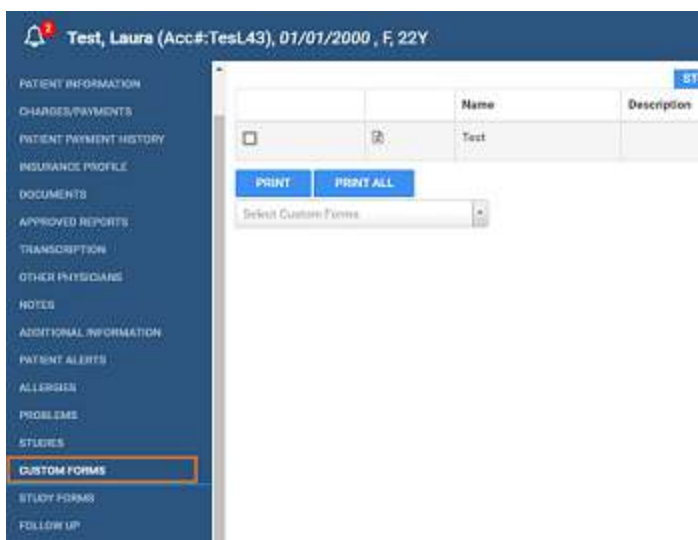 2
Test, Laura (Acc#:TesL43), 01/01/2000 , F, 22Y
PATIENT INFORMATION
CHARGES/PAYMENTS
PATIENT PAYMENT HISTORY
INSURANCE PROFILE
DOCUMENTS
APPROVED REPORTS
TRANSCRIPTION
OTHER PHYSICIANS
NOTES
ADDITIONAL INFORMATION
PATIENT ALERTS
ALLERGIES
PROBLEMS
STUDIES
CUSTOM FORMS
STUDY FORMS
FOLLOW UP
ST
Name Description
Test
PRINT PRINT ALL
Select Custom Forms